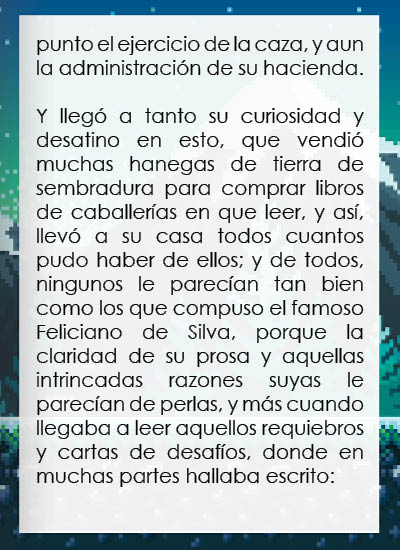 punto el ejercicio de la caza, y aun
la administración de su hacienda.
Y llegó a tanto su curiosidad y
desatino en esto, que vendió
muchas hanegas de tierra de
sembradura para comprar libros
de caballerías en que leer, y así,
llevó a su casa todos cuantos
pudo haber de ellos; y de todos,
ningunos le parecían tan bien
como los que compuso el famoso
Feliciano de Silva, porque la
claridad de su prosa y aquellas
intrincadas razones suyas le
parecían de perlas, y más cuando
llegaba a leer aquellos requiebros
y cartas de desafíos, donde en
muchas partes hallaba escrito: